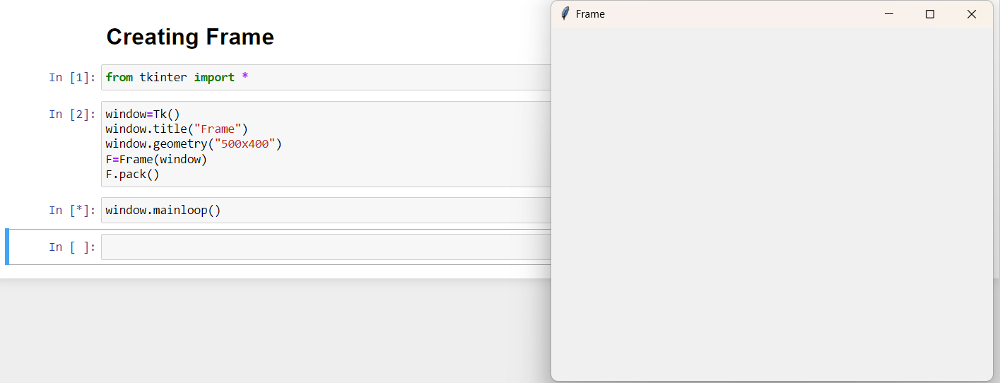 Creating Frame
In [1]: from tkinter import *
In [2]: window=Tk()
window.title("Frame")
window.geometry("500x400")
F=Frame(window)
F.pack()
In [*]: window.mainloop()
In [ ]:
Frame